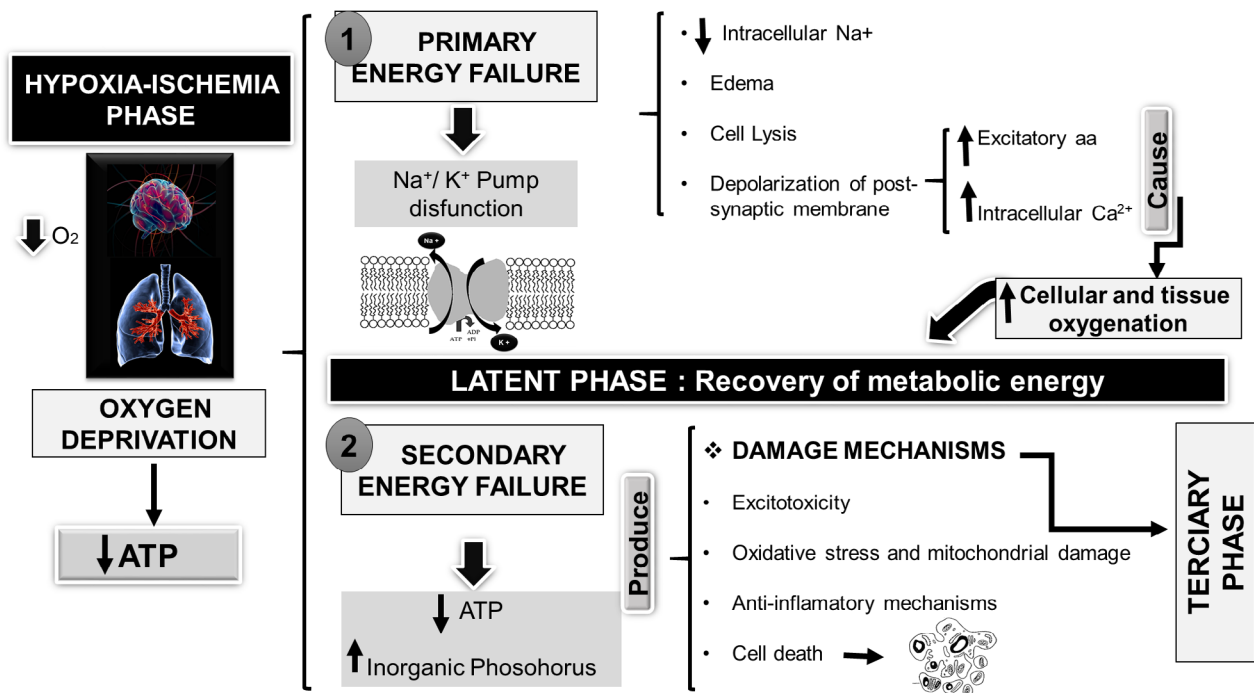 HYPOXIA-ISCHEMIA
PHASE
O2
OXYGEN
DEPRIVATION
ATP
1
PRIMARY
ENERGY FAILURE
Na+/ K+ Pump
disfunction
Na +
ATP
ADP
+Pi
K +
• Intracellular Na+
• Edema
• Cell Lysis
• Depolarization of post-
synaptic membrane
Excitatory aa
Intracellular Ca2+
Cause
Cellular and tissue
oxygenation
LATENT PHASE : Recovery of metabolic energy
2
SECONDARY
ENERGY FAILURE
ATP
Inorganic Phosohorus
Produce
❖ DAMAGE MECHANISMS
• Excitotoxicity
• Oxidative stress and mitochondrial damage
• Anti-inflamatory mechanisms
• Cell death
TERCIARY
PHASE